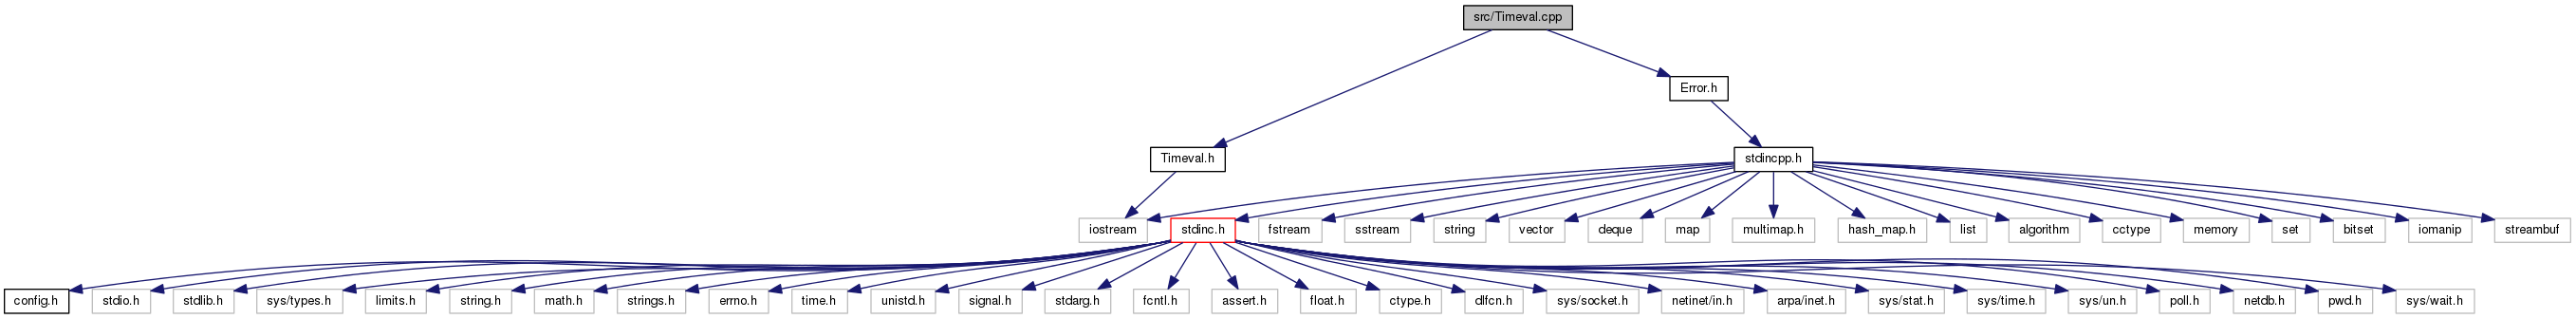 src/Timeval.cpp
Error.h
Timeval.h
stdincpp.h
iostream
stdinc.h
fstream
sstream
string
vector
deque
map
multimap.h
hash_map.h
list
algorithm
cctype
memory
set
bitset
iomanip
streambuf
config.h
stdio.h
stdlib.h
sys/types.h
limits.h
string.h
math.h
strings.h
errno.h
time.h
unistd.h
signal.h
stdarg.h
fcntl.h
assert.h
float.h
ctype.h
dlfcn.h
sys/socket.h
netinet/in.h
arpa/inet.h
sys/stat.h
sys/time.h
sys/un.h
poll.h
netdb.h
pwd.h
sys/wait.h